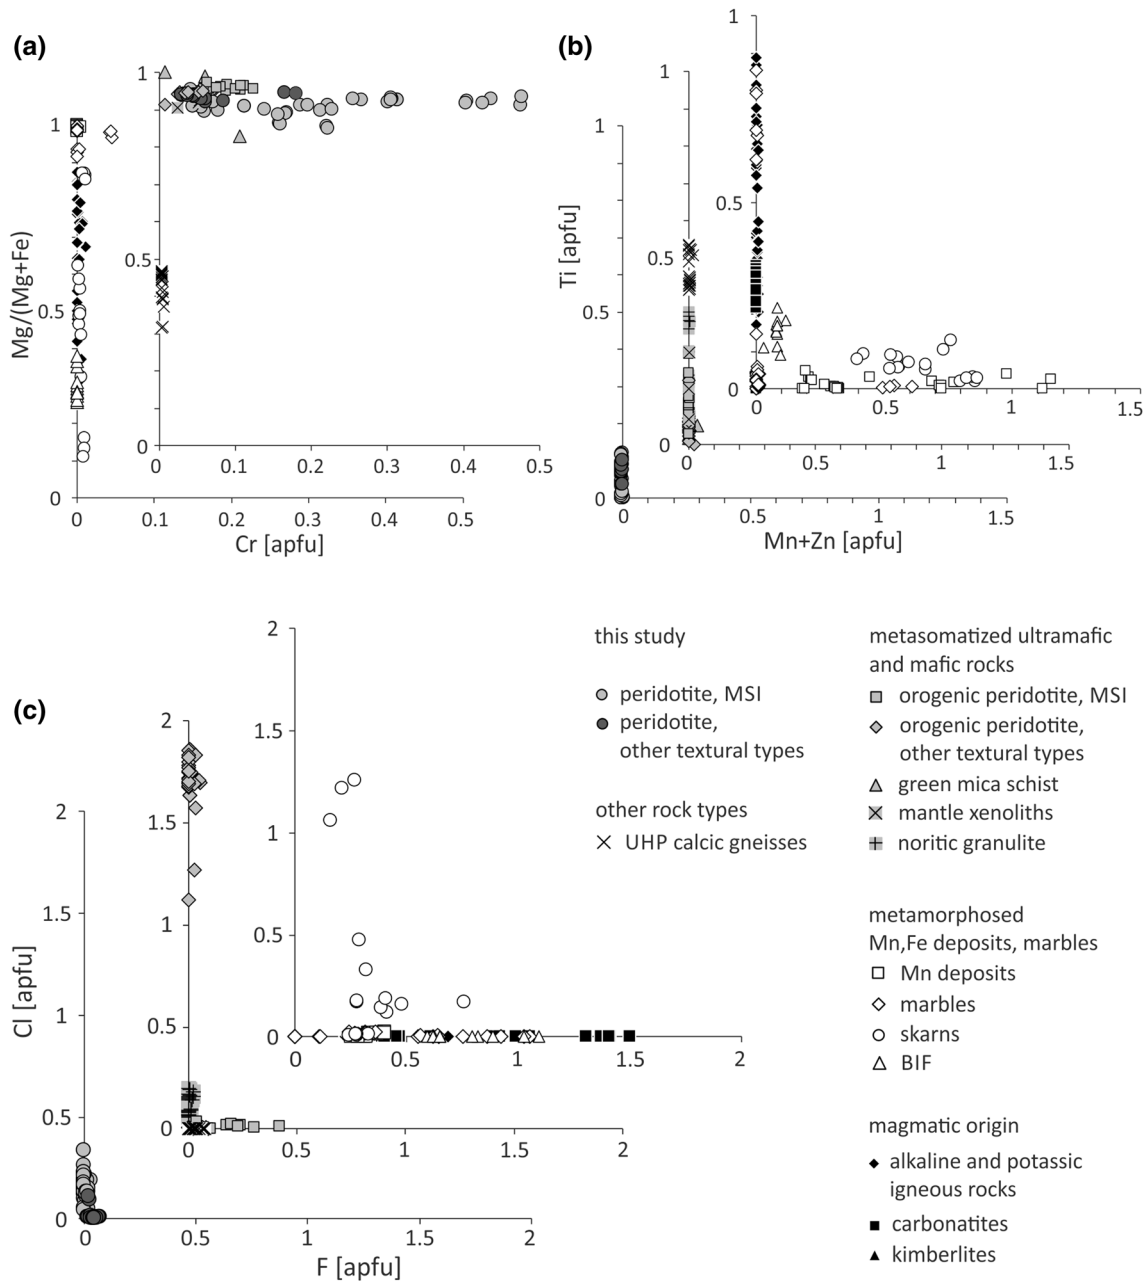 (a)
1
1
0.5
0.5
0
0
0.1
0.2
0.3
0.4
0.5
0
0
0.1
0.2
0.3
0.4
0.5
Mg/(Mg+Fe)
Cr [apfu]
(b)
1
1
1
0.5
0.5
0.5
0
0
0.5
1
1.5
0
0
0.5
1
1.5
0
0
0.5
1
1.5
Ti [apfu]
Mn+Zn [apfu]
(c)
2
1.5
1
0.5
0
0
0.5
1
1.5
2
2
1.5
1
0.5
0
0
0.5
1
1.5
2
2
1.5
1
0.5
0
0
0.5
1
1.5
2
Cl [apfu]
F [apfu]
this study
peridotite, MSI
peridotite,
other textural types
other rock types
UHP calcic gneisses
metasomatized ultramafic
and mafic rocks
orogenic peridotite, MSI
orogenic peridotite,
other textural types
green mica schist
mantle xenoliths
noritic granulite
metamorphosed
Mn,Fe deposits, marbles
Mn deposits
marbles
skarns
BIF
magmatic origin
alkaline and potassic
igneous rocks
carbonatites
kimberlites